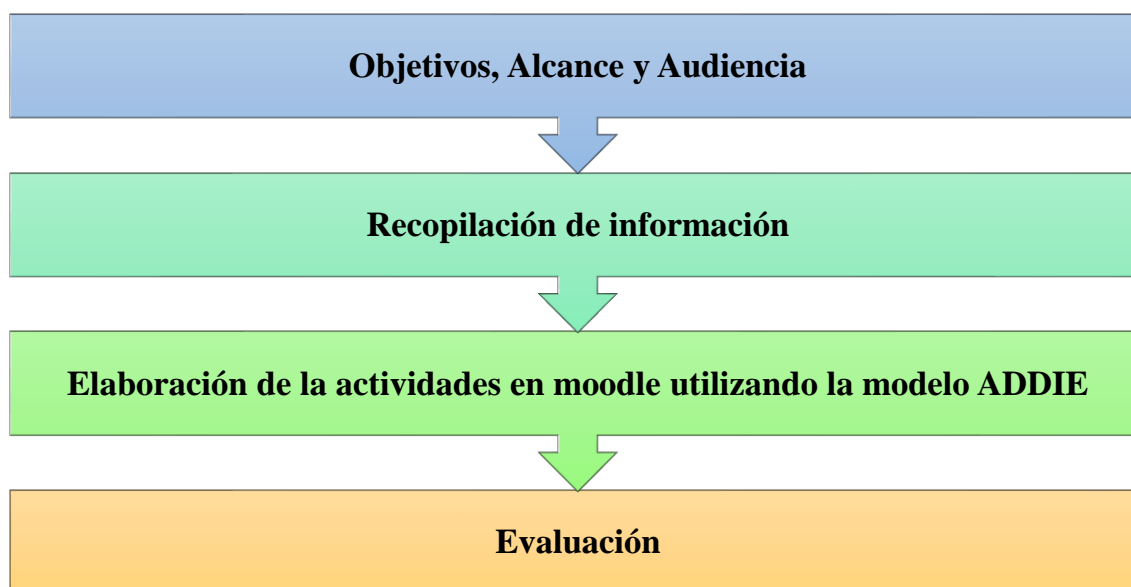 Objetivos, Alcance y Audiencia
Recopilación de información
Elaboración de la actividades en moodle utilizando la modelo ADDIE
Evaluación